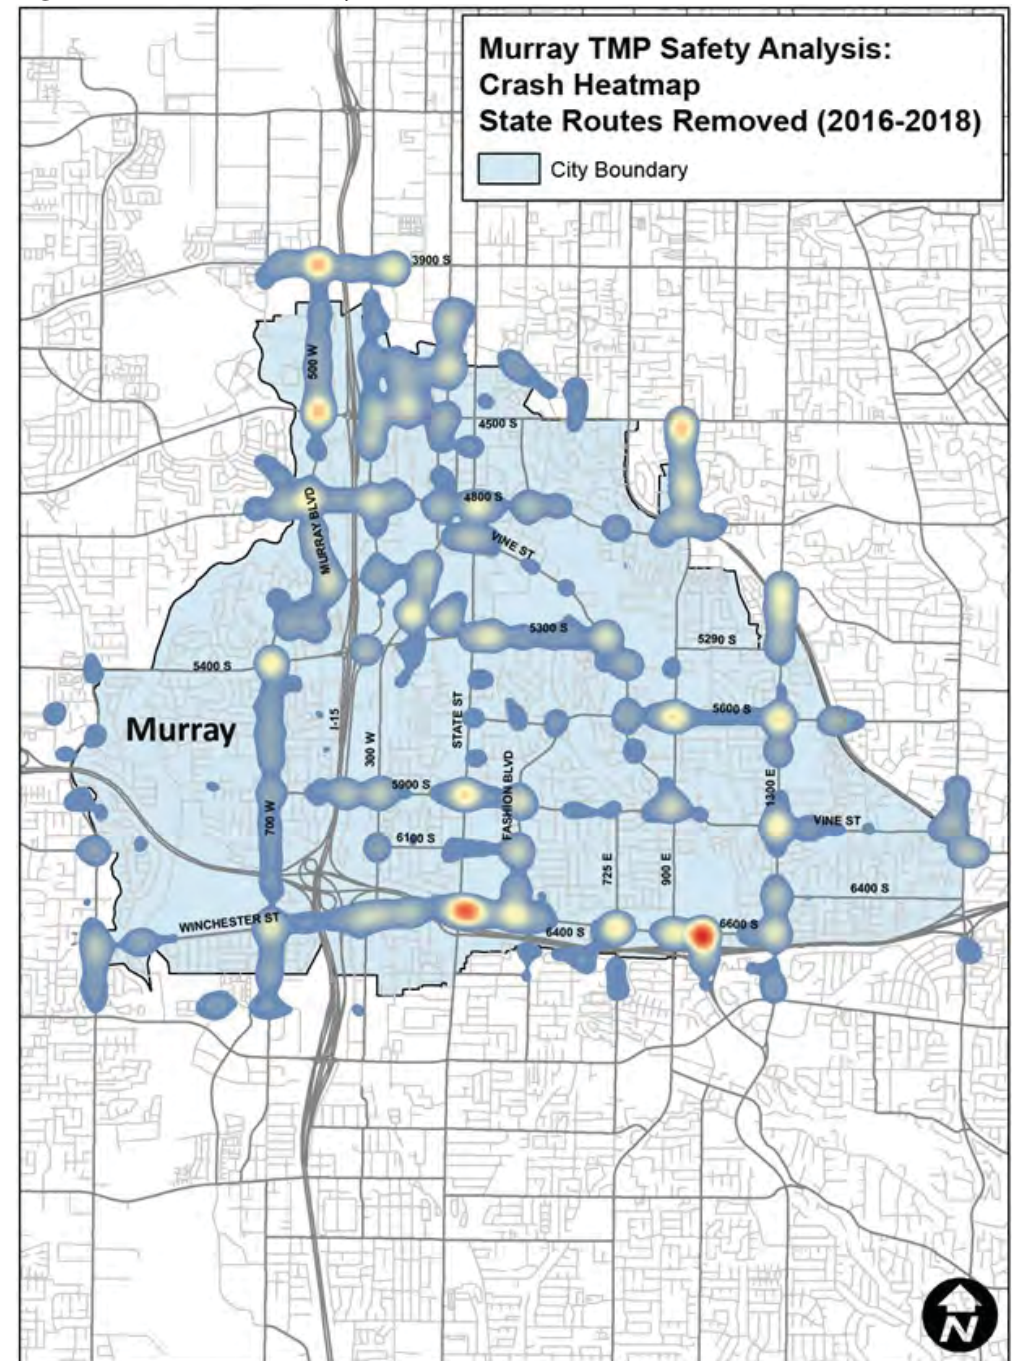 Murray TMP Safety Analysis:
Crash Heatmap
State Routes Removed (2016-2018)
City Boundary
3900 S
500 W
4500 S
4800 S
MURRAY BLVD
VINE ST
5300 S
5290 S
5400 S
STATE ST
5600 S
I-15
Murray
300 W
FASHION BLVD
5900 S
1300 E
700 W
VINE ST
6100 S
725 E
900 E
6400 S
WINCHESTER ST
6400 S
6600 S
N